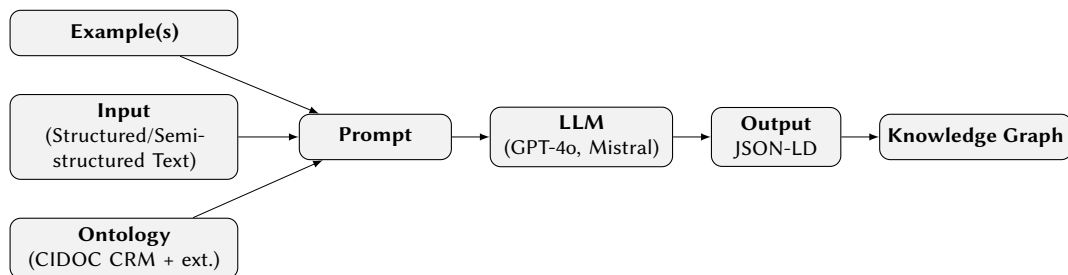 Example(s)
Input
(Structured/Semi-
structured Text)
Ontology
(CIDOC CRM + ext.)
Prompt
LLM
(GPT-4o, Mistral)
Output
JSON-LD
Knowledge Graph